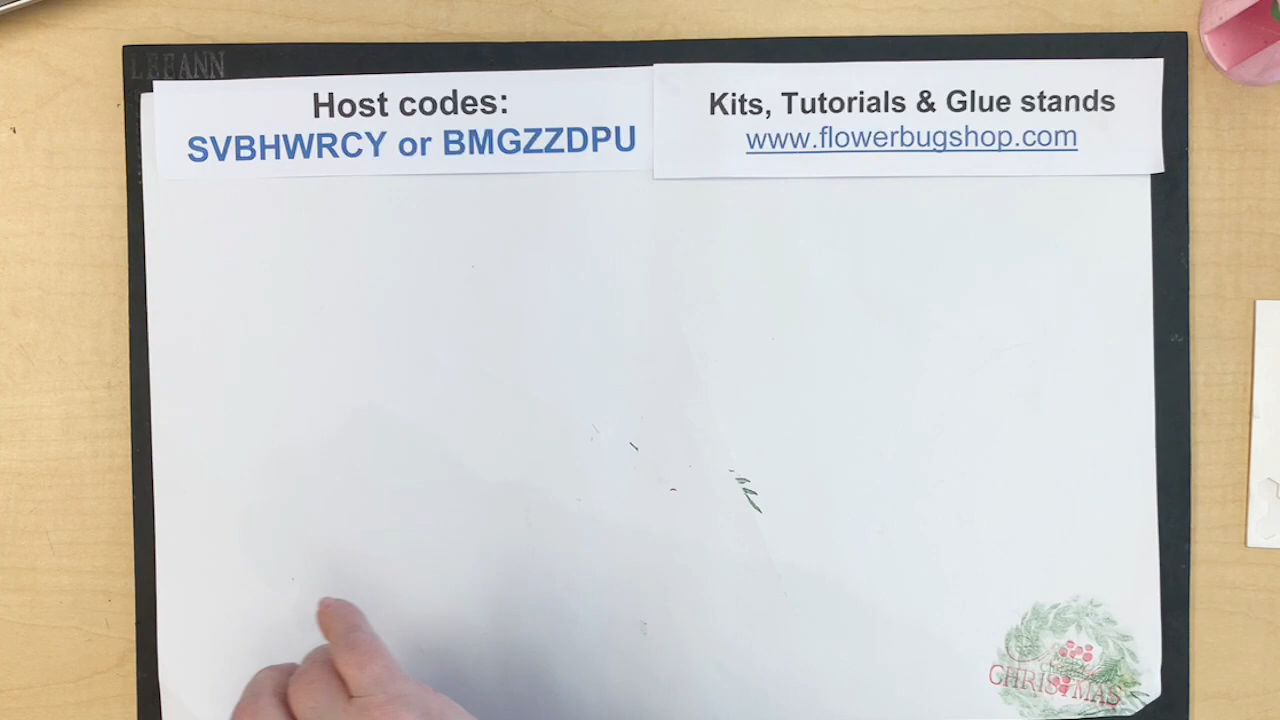 LEEANN
Host codes:
SVBHWRCY or BMGZZDPU
Kits, Tutorials & Glue stands
www.flowerbugshop.com
CHRISTMAS